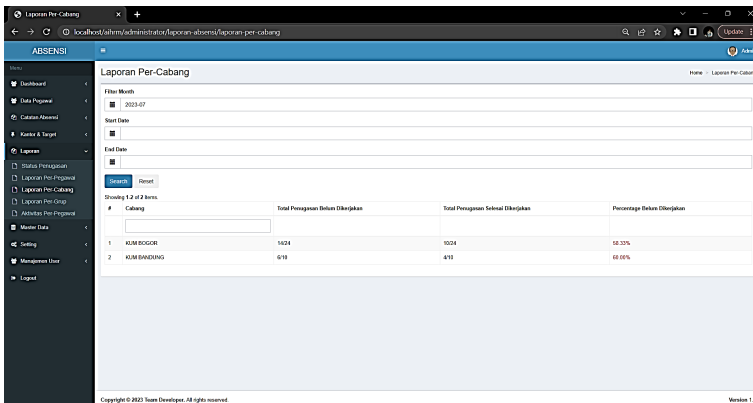 Laporan Per-Cabang
localhost/aihrm/administrator/laporan-absensi/laporan-per-cabang
Update
ABSENSI
Menu
Dashboard
Data Pegawai
Catatan Absensi
Kantor & Target
Laporan
Status Penugasan
Laporan Per-Pegawai
Laporan Per-Cabang
Laporan Per-Grup
Aktivitas Per-Pegawai
Master Data
Setting
Manajemen User
Logout
Laporan Per-Cabang
Home > Laporan Per-Caban
Filter Month
2023-07
Start Date
End Date
Search Reset
Showing 1-2 of 2 items.
# Cabang Total Penugasan Belum Dikerjakan Total Penugasan Selesai Dikerjakan Percentage Belum Dikerjakan
1 KUM BOGOR 14/24 10/24 58.33%
2 KUM BANDUNG 6/10 4/10 60.00%
Copyright © 2023 Team Developer. All rights reserved.
Version 1